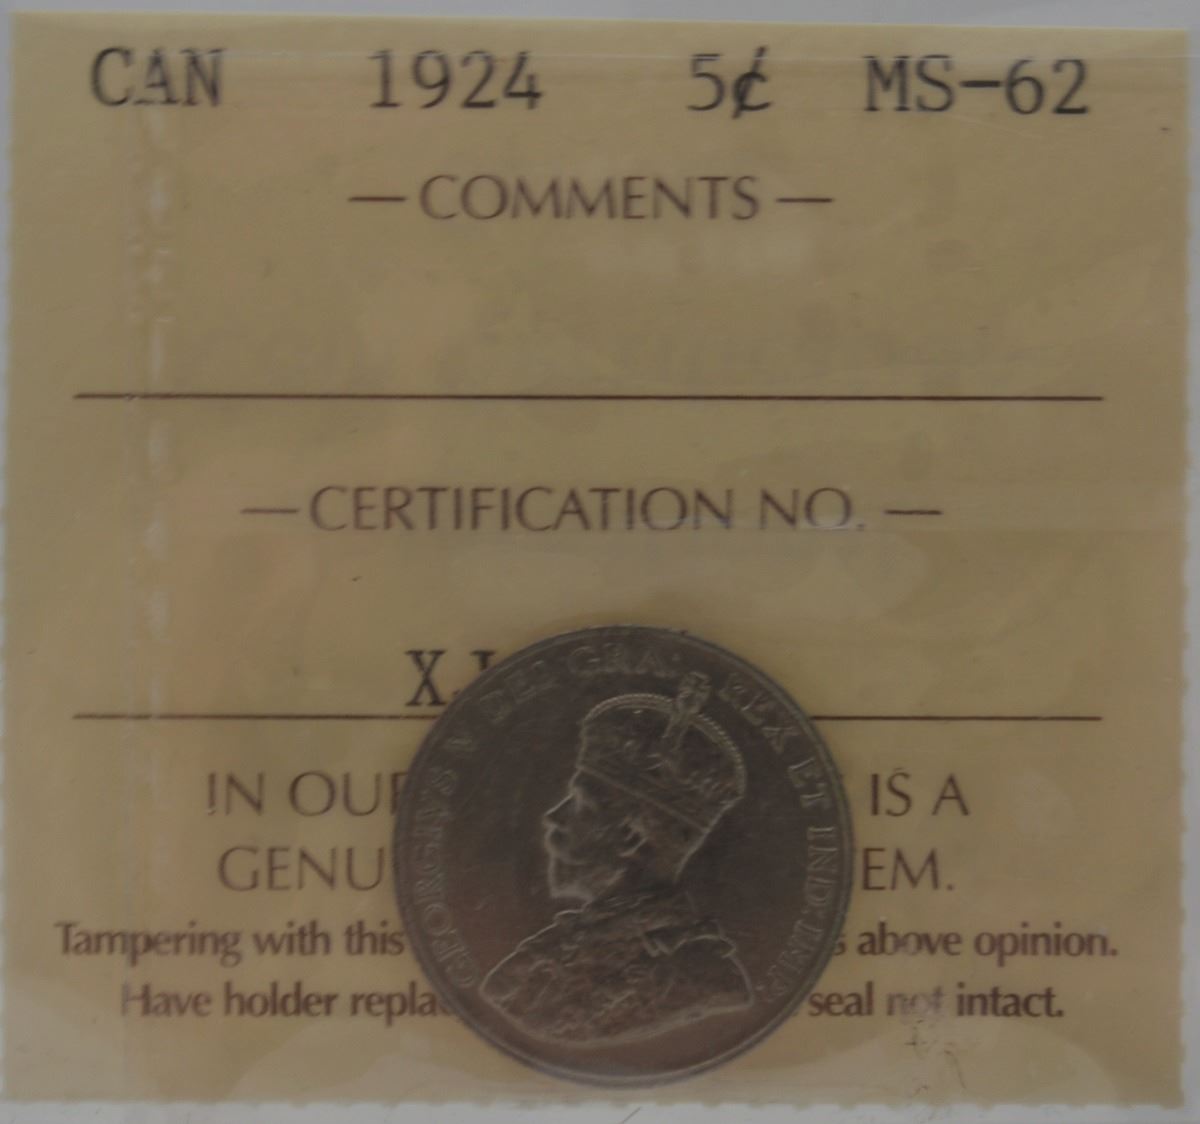 CAN 1924 5¢ MS-62
— COMMENTS —
— CERTIFICATION NO. —
IN OUR IS A
GENU EM.
Tampering with this above opinion.
Have holder repla seal not intact.
GEORGIVS V DEI GRA: REX ET IND: IMP: